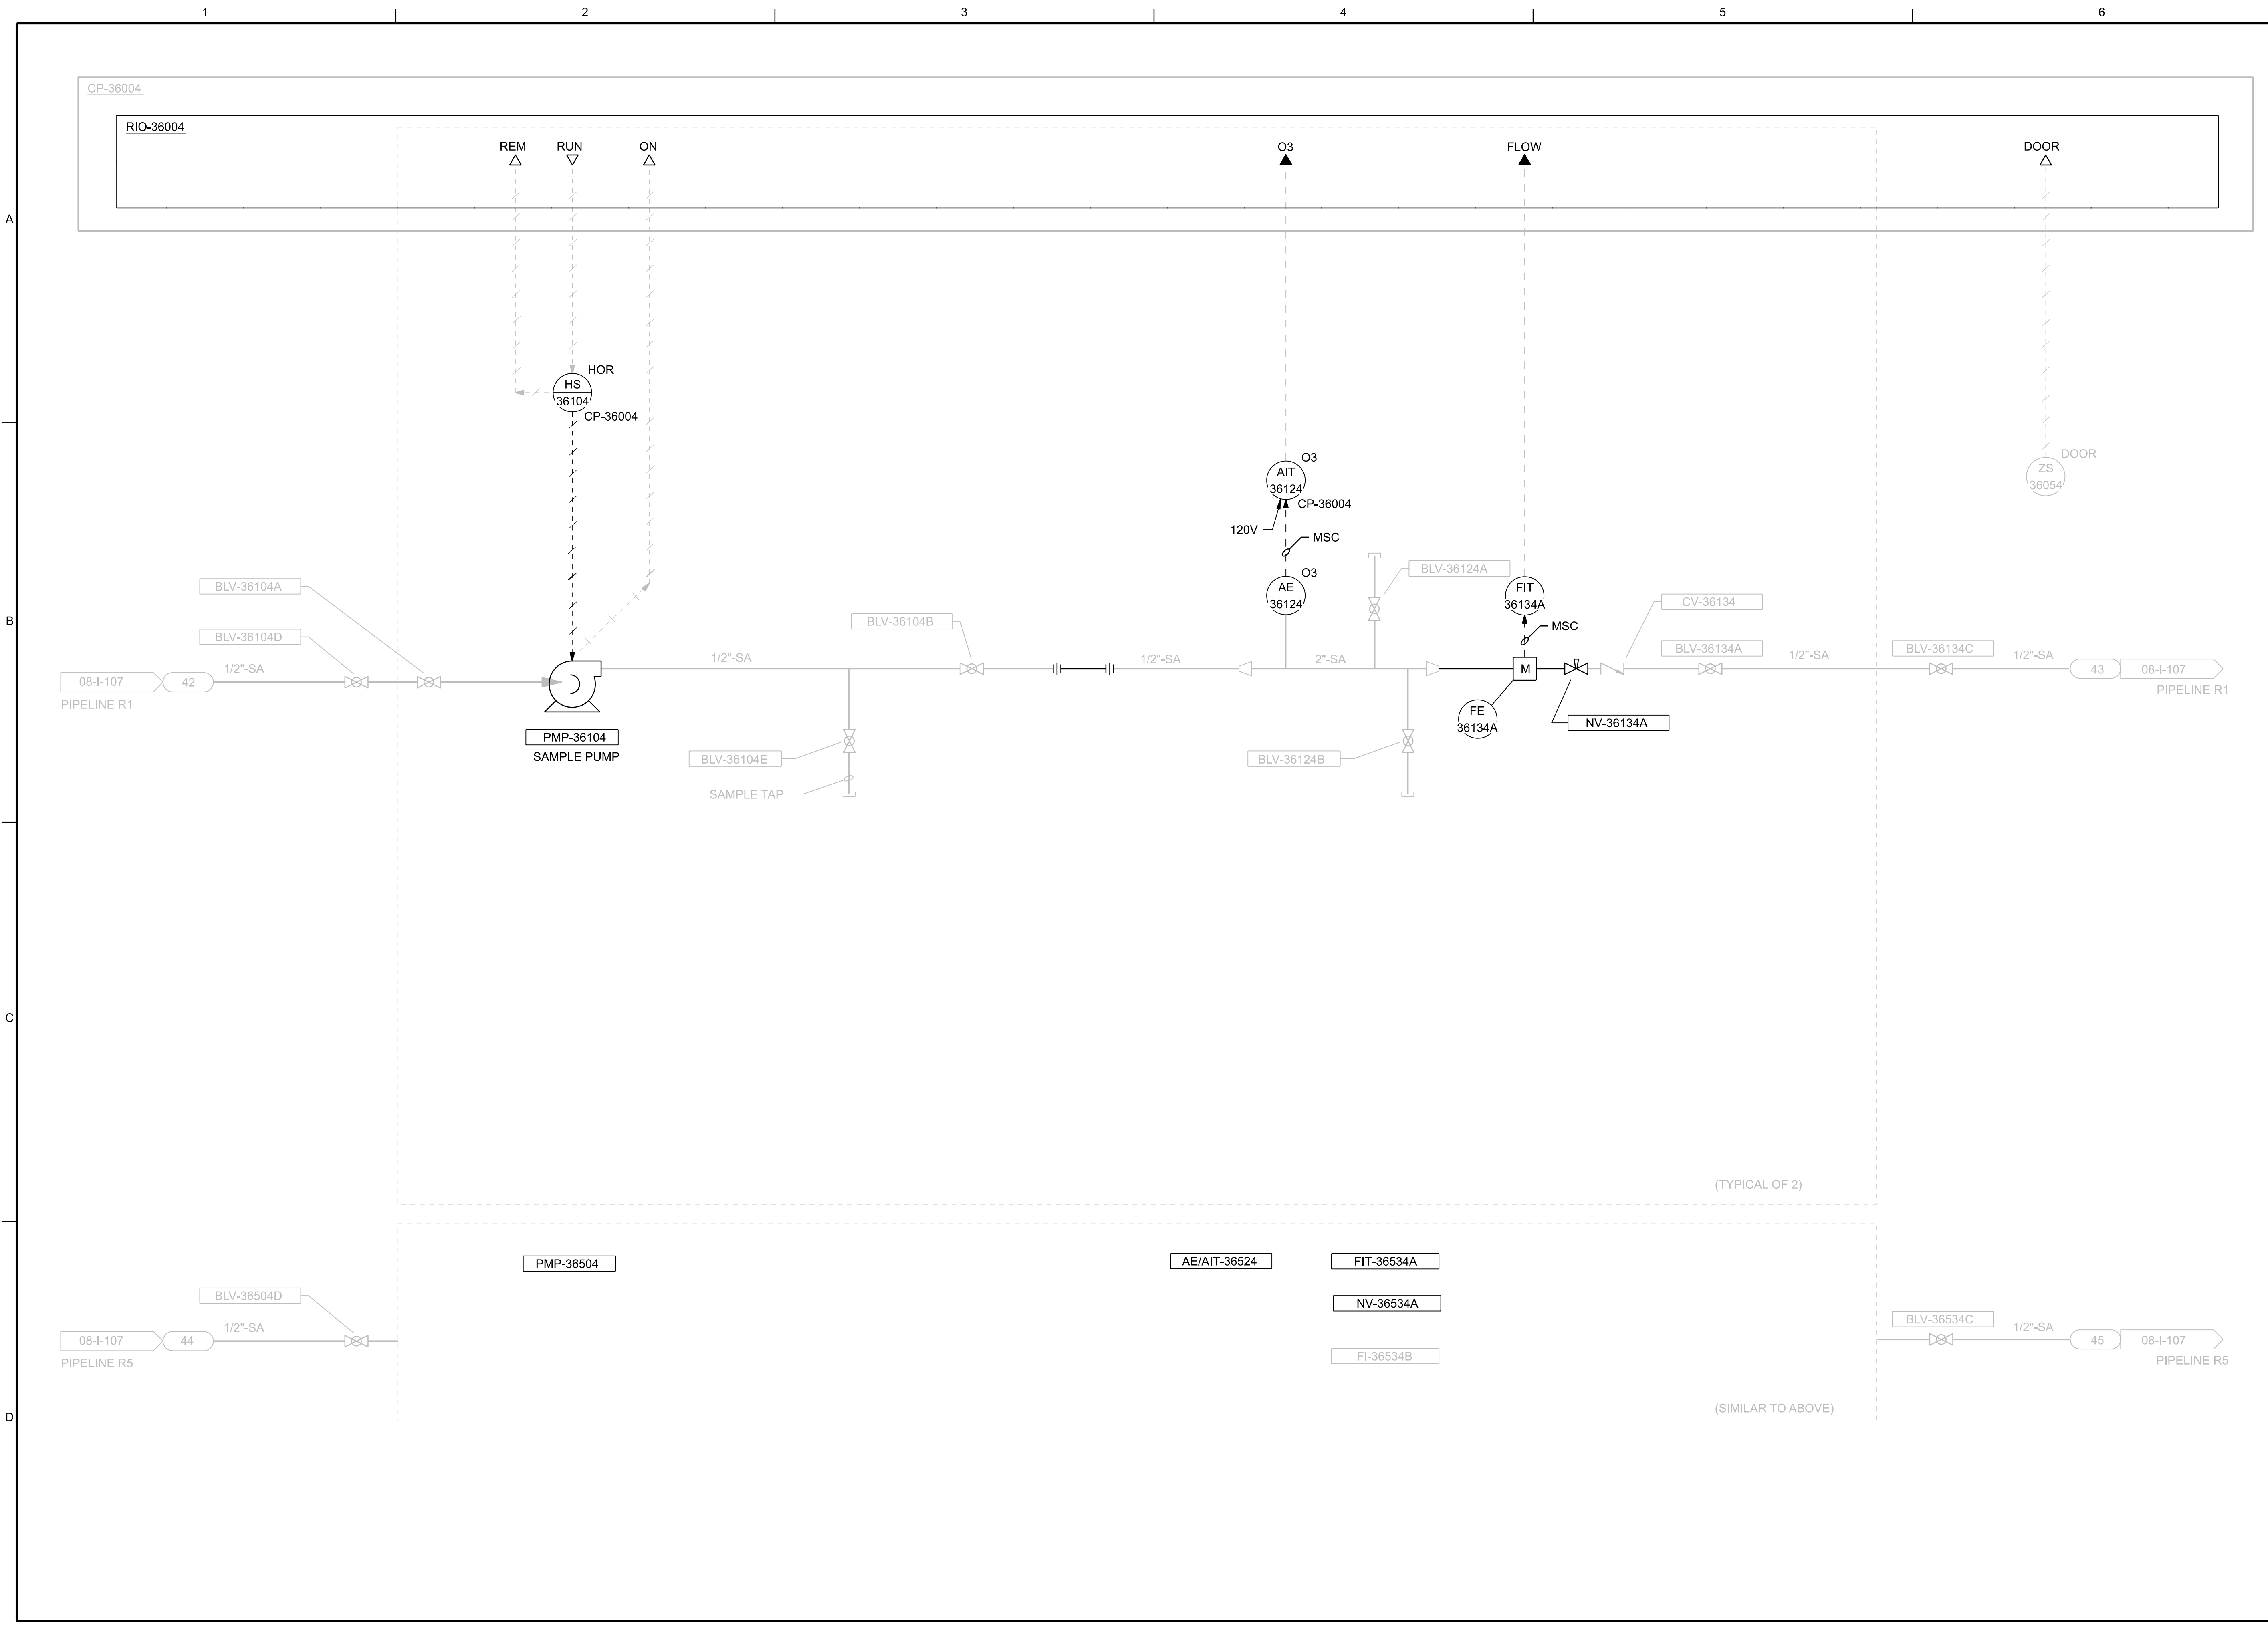 1 2 3 4 5 6
CP-36004
RIO-36004
REM RUN ON O3 FLOW DOOR
A
HOR
HS
36104
CP-36004
O3
AIT
36124
CP-36004
120V
MSC
DOOR
ZS
36054
O3
AE
36124
BLV-36124A
FIT
36134A
MSC
B
BLV-36104A
BLV-36104D
1/2"-SA
08-I-107 42
PIPELINE R1
PMP-36104
SAMPLE PUMP
1/2"-SA
BLV-36104B
BLV-36104E
SAMPLE TAP
1/2"-SA
2"-SA
BLV-36124B
M
FE
36134A
NV-36134A
CV-36134
BLV-36134A
1/2"-SA
BLV-36134C
1/2"-SA
43 08-I-107
PIPELINE R1
C
(TYPICAL OF 2)
PMP-36504
AE/AIT-36524
FIT-36534A
NV-36534A
FI-36534B
BLV-36504D
1/2"-SA
08-I-107 44
PIPELINE R5
BLV-36534C
1/2"-SA
45 08-I-107
PIPELINE R5
(SIMILAR TO ABOVE)
D